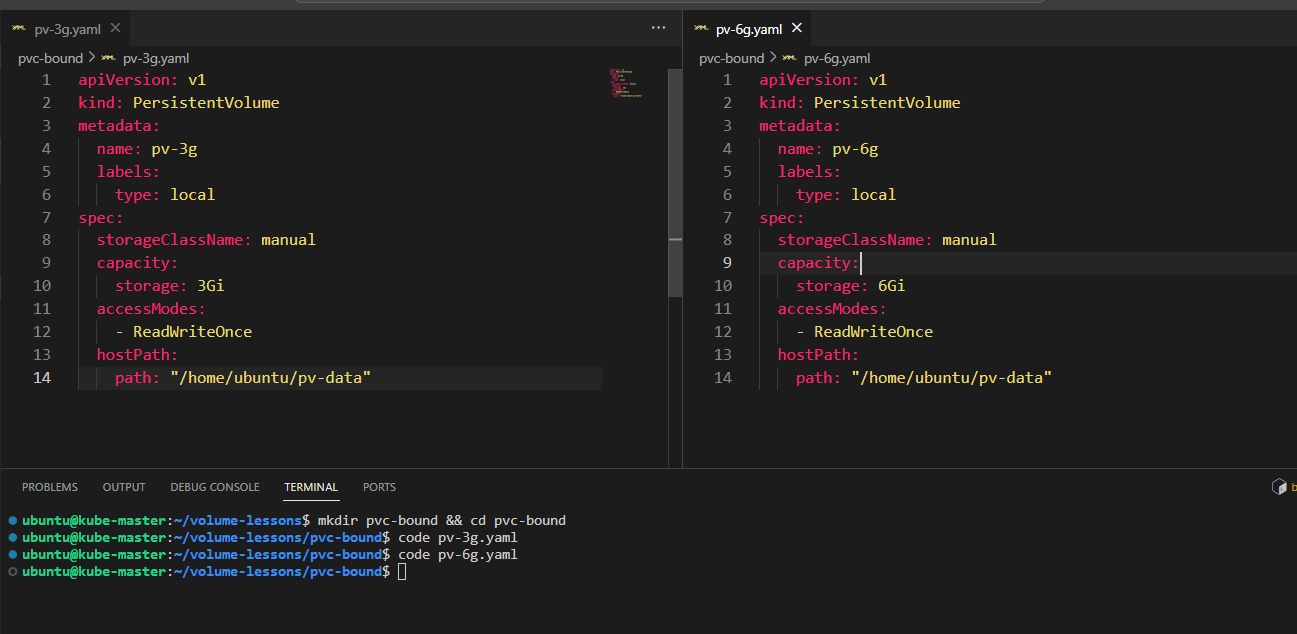 pv-3g.yaml
pvc-bound > pv-3g.yaml
1 apiVersion: v1
2 kind: PersistentVolume
3 metadata:
4   name: pv-3g
5   labels:
6     type: local
7 spec:
8   storageClassName: manual
9   capacity:
10     storage: 3Gi
11   accessModes:
12     - ReadWriteOnce
13   hostPath:
14     path: "/home/ubuntu/pv-data"
pv-6g.yaml
pvc-bound > pv-6g.yaml
1 apiVersion: v1
2 kind: PersistentVolume
3 metadata:
4   name: pv-6g
5   labels:
6     type: local
7 spec:
8   storageClassName: manual
9   capacity:
10     storage: 6Gi
11   accessModes:
12     - ReadWriteOnce
13   hostPath:
14     path: "/home/ubuntu/pv-data"
PROBLEMS OUTPUT DEBUG CONSOLE TERMINAL PORTS
ubuntu@kube-master:~/volume-lessons$ mkdir pvc-bound && cd pvc-bound
ubuntu@kube-master:~/volume-lessons/pvc-bound$ code pv-3g.yaml
ubuntu@kube-master:~/volume-lessons/pvc-bound$ code pv-6g.yaml
ubuntu@kube-master:~/volume-lessons/pvc-bound$